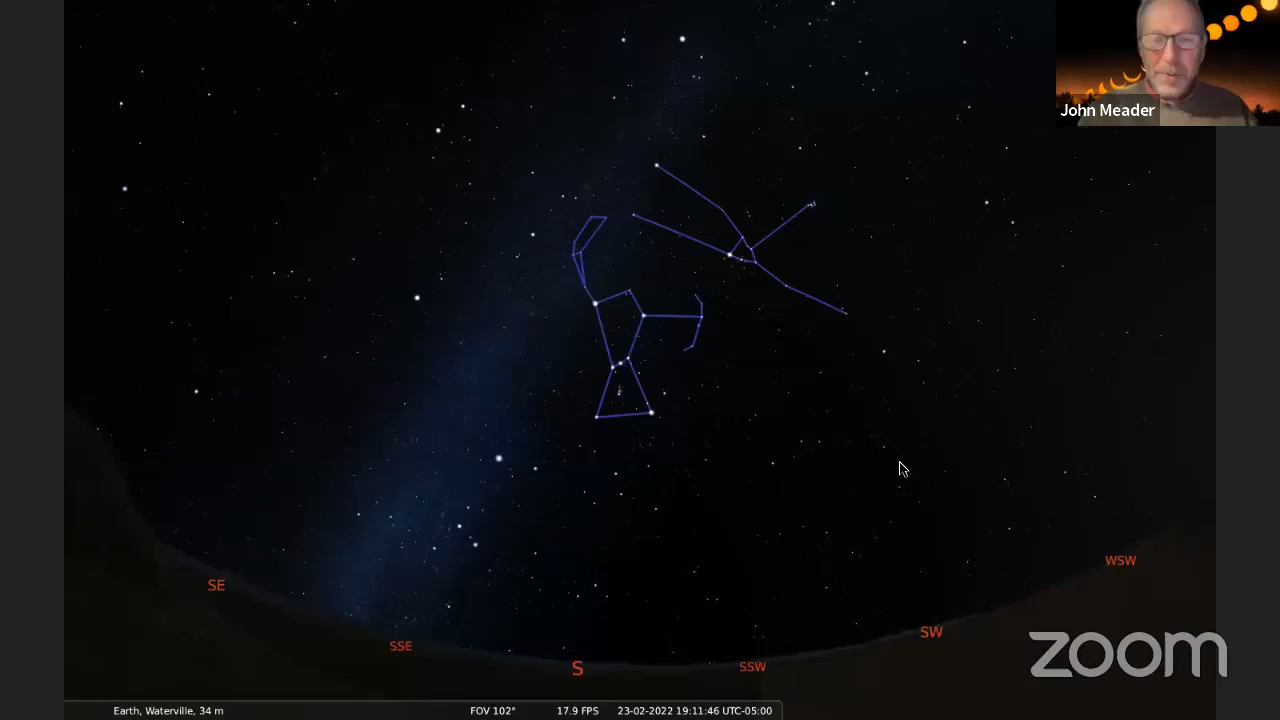 John Meader
WSW
SE
SW
SSE
S
SSW
zoom
Earth, Waterville, 34 m
FOV 102°
17.9 FPS
23-02-2022 19:11:46 UTC-05:00